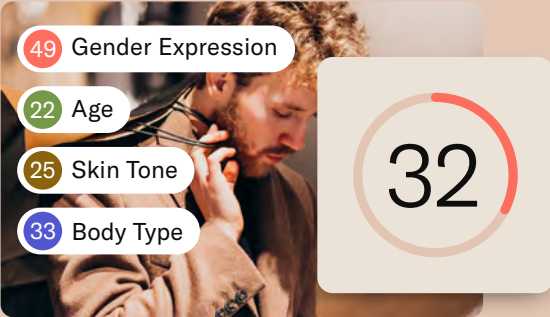 49 Gender Expression
22 Age
25 Skin Tone
33 Body Type
32